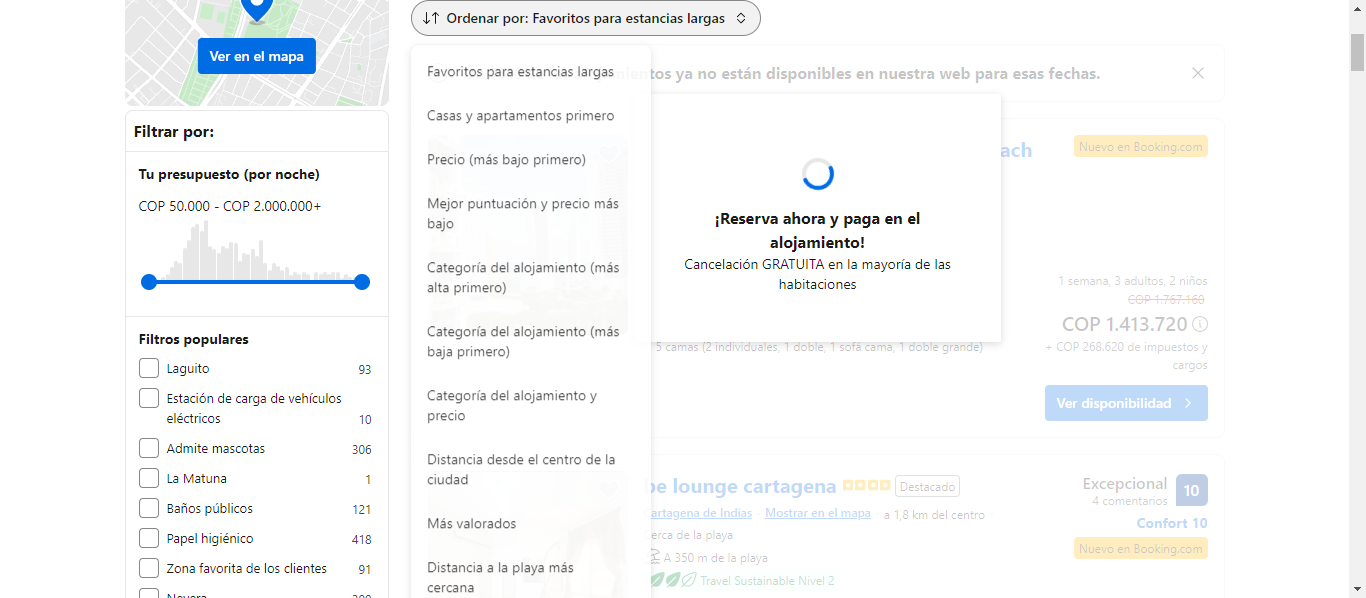 Ver en el mapa
Filtrar por:
Tu presupuesto (por noche)
COP 50.000 - COP 2.000.000+
Filtros populares
Laguito 93
Estación de carga de vehículos
eléctricos 10
Admite mascotas 306
La Matuna 1
Baños públicos 121
Papel higiénico 418
Zona favorita de los clientes 91
Nevera
Ordenar por: Favoritos para estancias largas
Favoritos para estancias largas
Casas y apartamentos primero
Precio (más bajo primero)
Mejor puntuación y precio más
bajo
Categoría del alojamiento (más
alta primero)
Categoría del alojamiento (más
baja primero)
Categoría del alojamiento y
precio
Distancia desde el centro de la
ciudad
Más valorados
Distancia a la playa más
cercana
ya no están disponibles en nuestra web para esas fechas.
¡Reserva ahora y paga en el
alojamiento!
Cancelación GRATUITA en la mayoría de las
habitaciones
Nuevo en Booking.com
5 camas (2 individuales, 1 doble, 1 sofá cama, 1 doble grande)
1 semana, 3 adultos, 2 niños
COP 1.767.160
COP 1.413.720
+ COP 268.620 de impuestos y
cargos
Ver disponibilidad
lounge cartagena
Destacado
Cartagena de Indias Mostrar en el mapa a 1,8 km del centro
Cerca de la playa
A 350 m de la playa
Travel Sustainable Nivel 2
Excepcional 10
4 comentarios
Confort 10
Nuevo en Booking.com